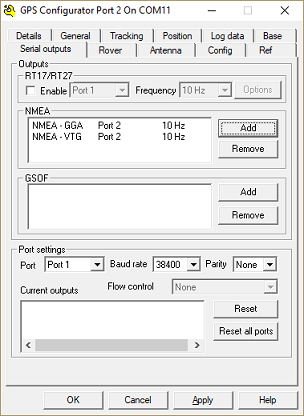 GPS Configurator Port 2 On COM11
Details General Tracking Position Log data Base
Serial outputs Rover Antenna Config Ref
Outputs
RT17/RT27
Enable Port 1 Frequency 10 Hz Options
NMEA
NMEA - GGA Port 2 10 Hz
NMEA - VTG Port 2 10 Hz
Add
Remove
GSOF
Add
Remove
Port settings
Port Port 1 Baud rate 38400 Parity None
Current outputs Flow control None
Reset
Reset all ports
OK Cancel Apply Help